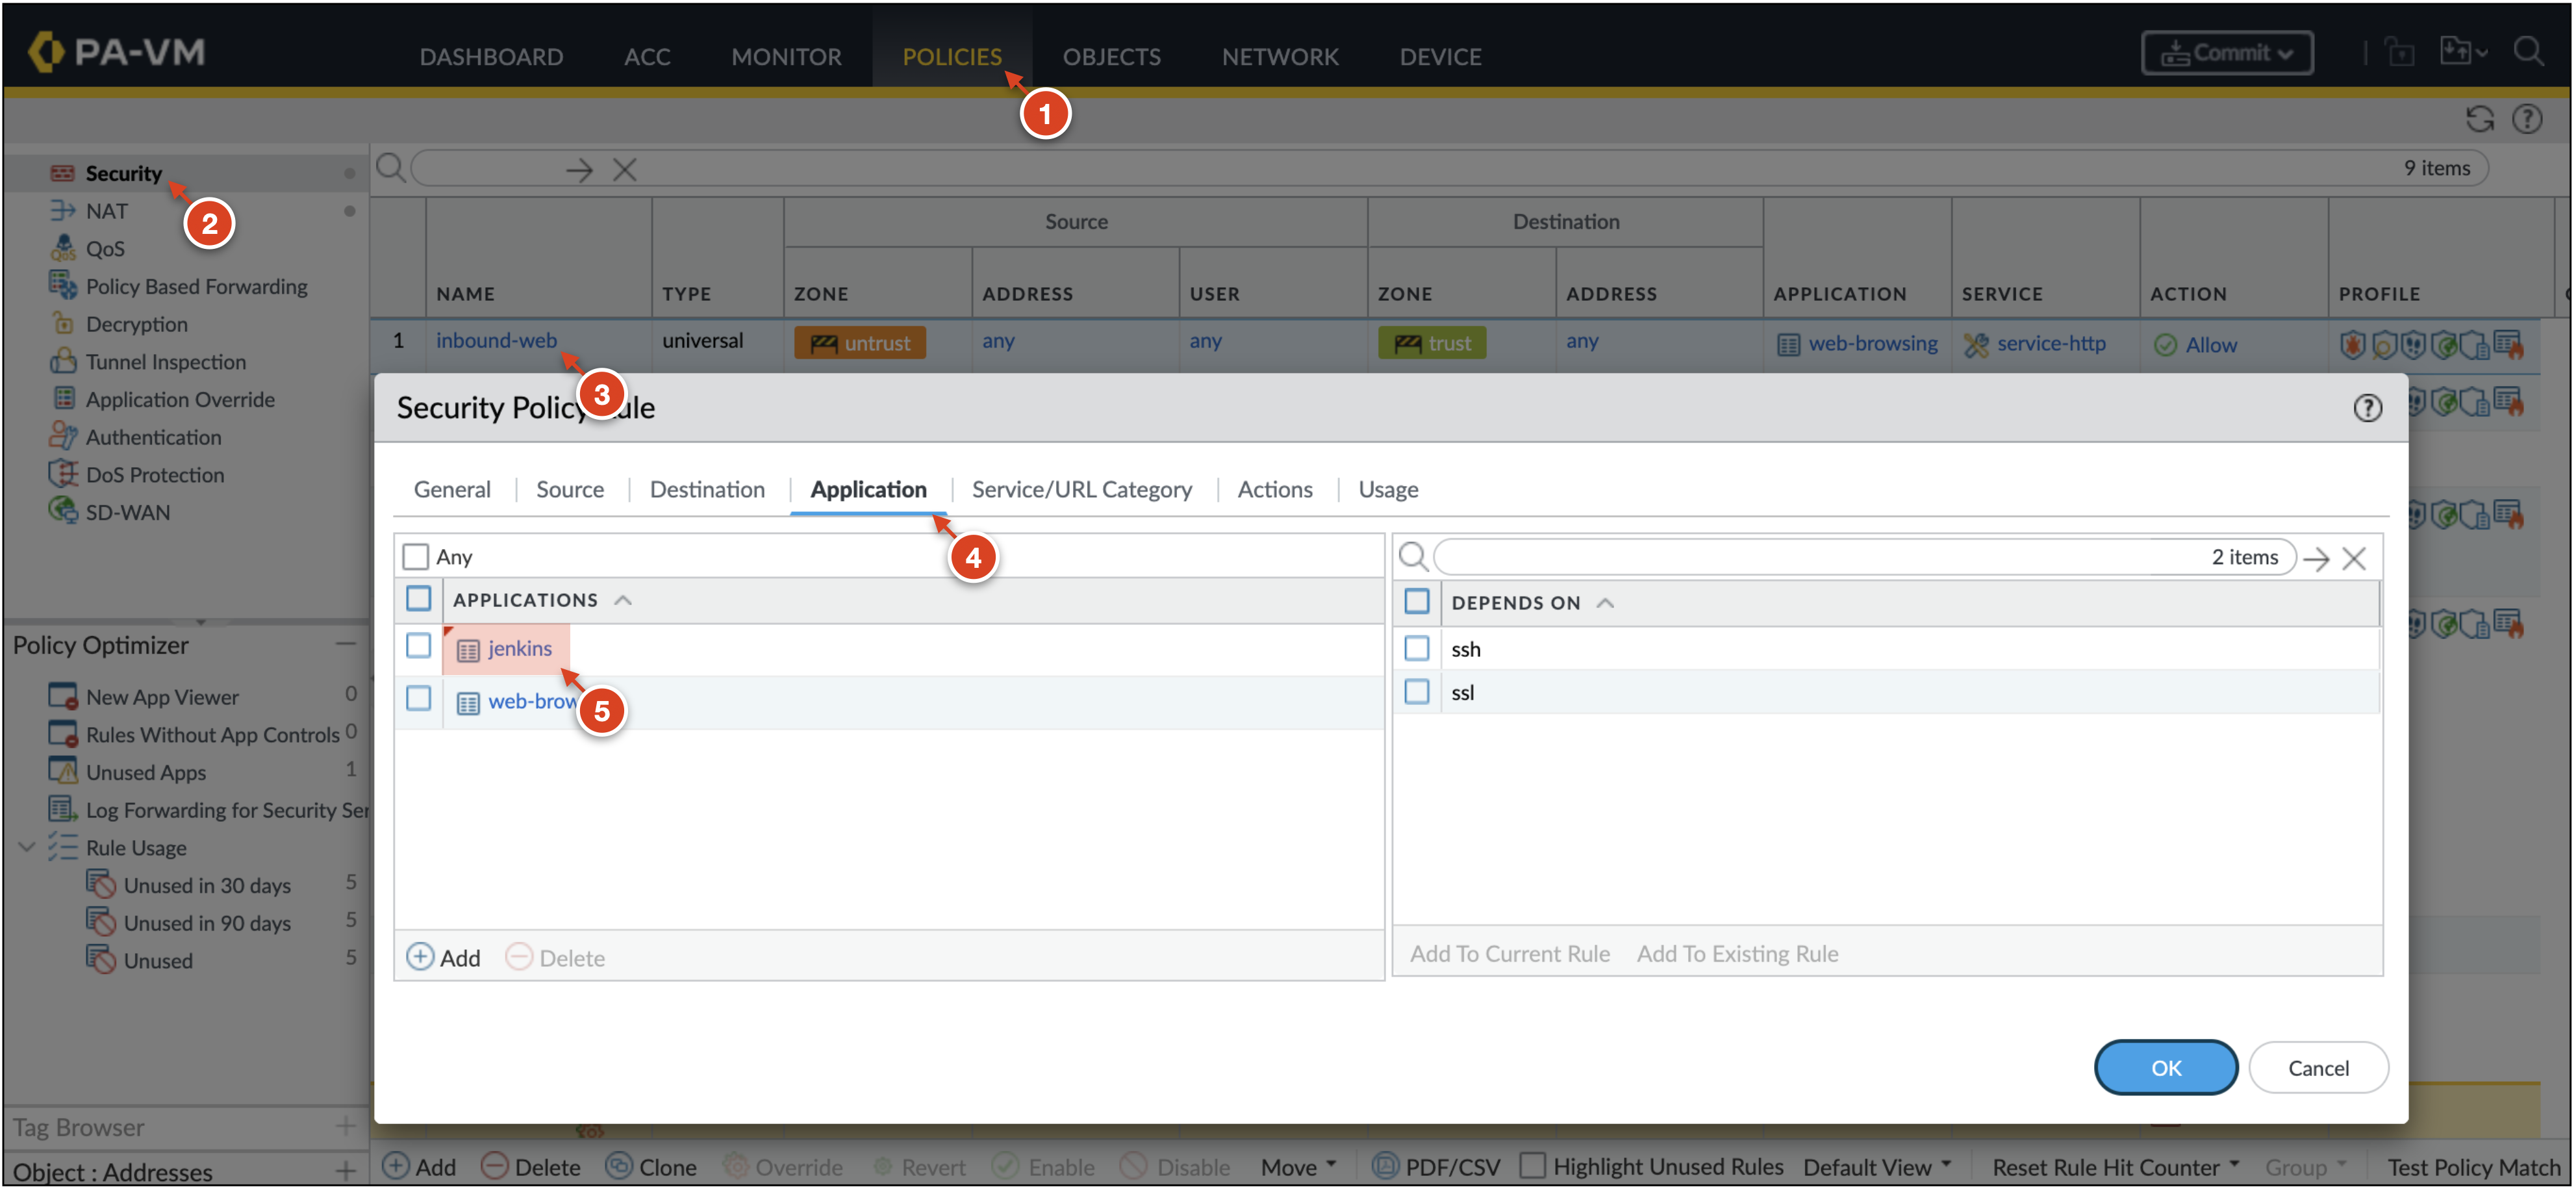 PA-VM
DASHBOARD ACC MONITOR POLICIES OBJECTS NETWORK DEVICE
Commit
1
9 items
Security
2
NAT
QoS
Policy Based Forwarding
Decryption
Tunnel Inspection
Application Override
Authentication
DoS Protection
SD-WAN
Source Destination
NAME TYPE ZONE ADDRESS USER ZONE ADDRESS APPLICATION SERVICE ACTION PROFILE
1 inbound-web universal untrust any any trust any web-browsing service-http Allow
3
Security Policy Rule
General Source Destination Application Service/URL Category Actions Usage
4
Any
APPLICATIONS
jenkins
web-brow
5
2 items
DEPENDS ON
ssh
ssl
Add Delete
Add To Current Rule Add To Existing Rule
OK Cancel
Policy Optimizer
New App Viewer 0
Rules Without App Controls 0
Unused Apps 1
Log Forwarding for Security Ser
Rule Usage
Unused in 30 days 5
Unused in 90 days 5
Unused 5
Tag Browser
Object : Addresses
Add Delete Clone Override Revert Enable Disable Move PDF/CSV Highlight Unused Rules Default View Reset Rule Hit Counter Group Test Policy Match